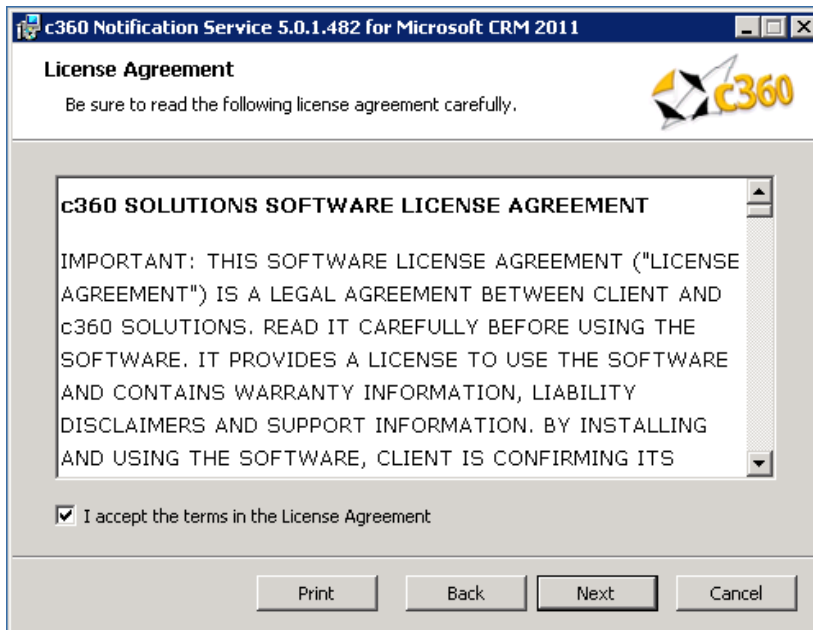 c360 Notification Service 5.0.1.482 for Microsoft CRM 2011
License Agreement
Be sure to read the following license agreement carefully.
c360
c360 SOLUTIONS SOFTWARE LICENSE AGREEMENT
IMPORTANT: THIS SOFTWARE LICENSE AGREEMENT ("LICENSE
AGREEMENT") IS A LEGAL AGREEMENT BETWEEN CLIENT AND
c360 SOLUTIONS. READ IT CAREFULLY BEFORE USING THE
SOFTWARE. IT PROVIDES A LICENSE TO USE THE SOFTWARE
AND CONTAINS WARRANTY INFORMATION, LIABILITY
DISCLAIMERS AND SUPPORT INFORMATION. BY INSTALLING
AND USING THE SOFTWARE, CLIENT IS CONFIRMING ITS
I accept the terms in the License Agreement
Print
Back
Next
Cancel